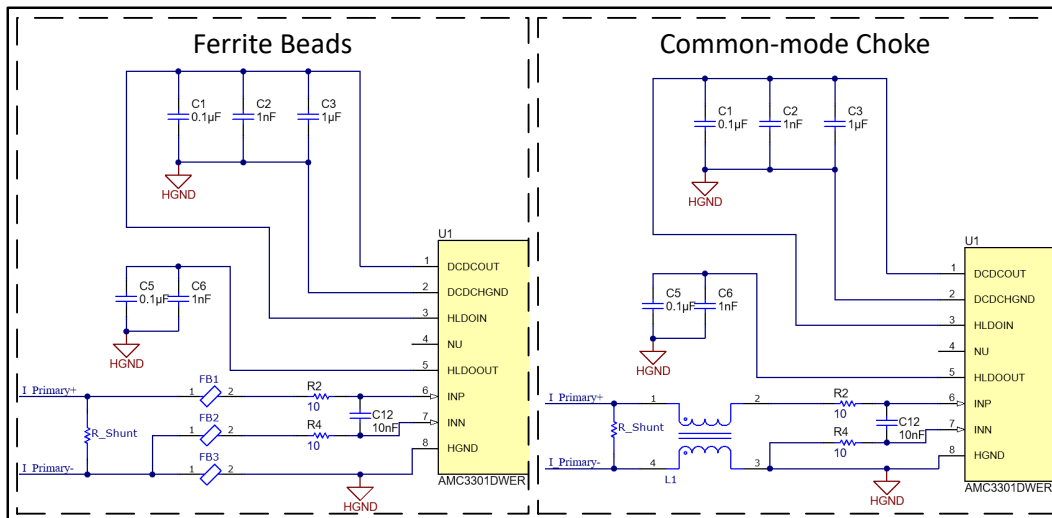 Ferrite Beads
C1
0.1µF
C2
1nF
C3
1µF
HGND
U1
1 DCDCOUT
2 DCDCHGND
3 HLDOIN
4 NU
5 HLDOOUT
6 INP
7 INN
8 HGND
AMC3301DWER
C5
0.1µF
C6
1nF
HGND
I_Primary+
1 FB1 2
R2
10
R_Shunt
1 FB2 2
R4
10
C12
10nF
I_Primary-
1 FB3 2
HGND
Common-mode Choke
C1
0.1µF
C2
1nF
C3
1µF
HGND
U1
1 DCDCOUT
2 DCDCHGND
3 HLDOIN
4 NU
5 HLDOOUT
6 INP
7 INN
8 HGND
AMC3301DWER
C5
0.1µF
C6
1nF
HGND
I_Primary+
1 2
R2
10
R_Shunt
R4
10
C12
10nF
I_Primary-
4 3
L1
HGND